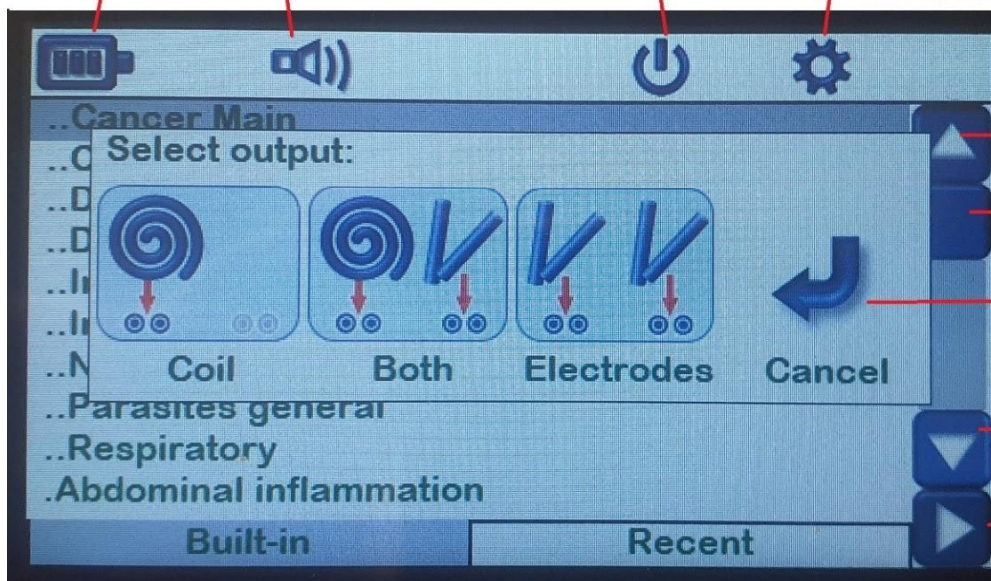 ..Cancer Main
Select output:
..C
..D
..D
..I
..I
..N
Coil
Both
Electrodes
Cancel
..Parasites general
..Respiratory
.Abdominal inflammation
Built-in
Recent